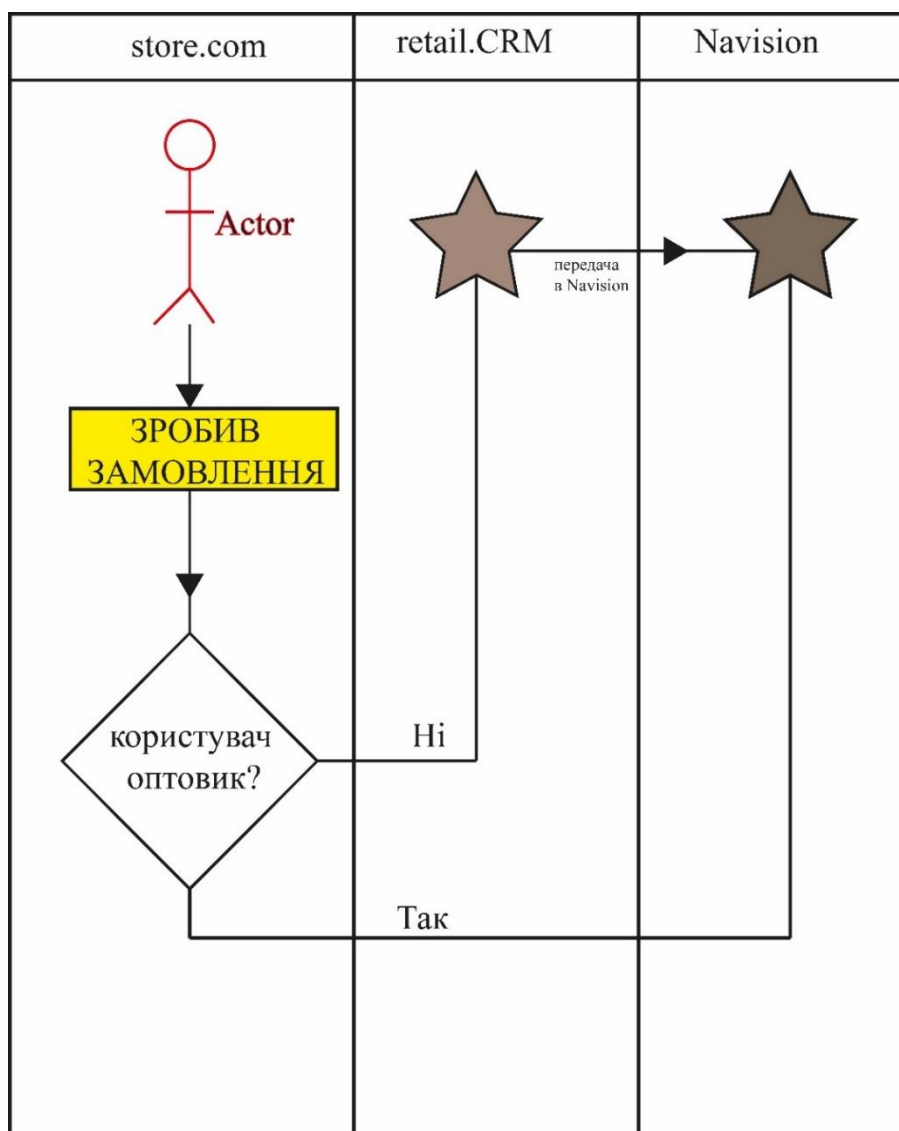 store.com
retail.CRM
Navision
Actor
передача
в Navision
ЗРОБИВ
ЗАМОВЛЕННЯ
користувач
оптовик?
Ні
Так